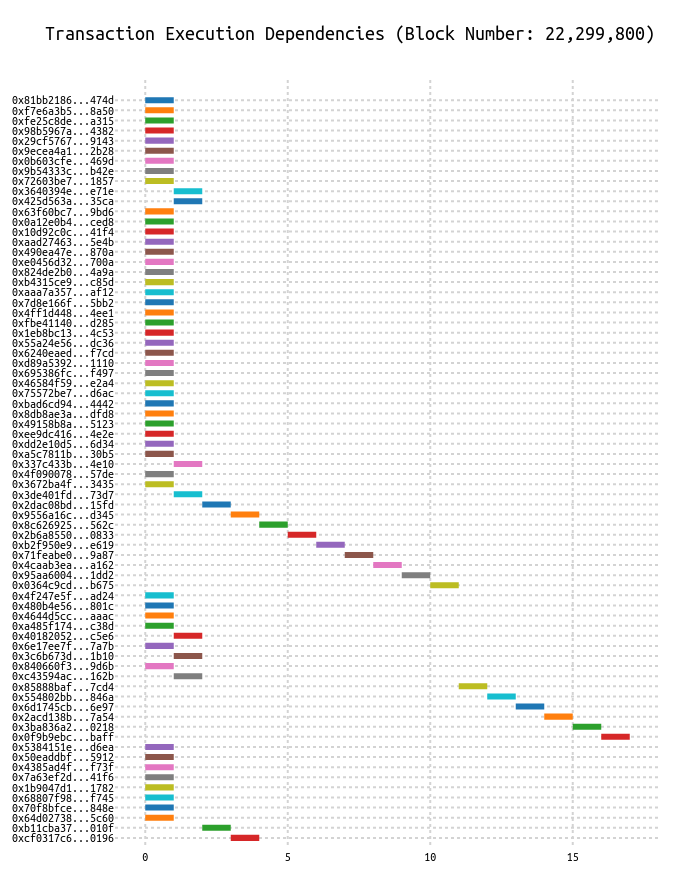 Transaction Execution Dependencies (Block Number: 22,299,800)
0x81bb2186...474d
0xf7e6a3b5...8a50
0xfe25c8de...a315
0x98b5967a...4382
0x29cf5767...9143
0x9ecea4a1...2b28
0x0b603cfe...469d
0x9b54333c...b42e
0x72603be7...1857
0x3640394e...e71e
0x425d563a...35ca
0x63f60bc7...9bd6
0x0a12e0b4...ced8
0x10d92c0c...41f4
0xaad27463...5e4b
0x490ea47e...870a
0xe0456d32...700a
0x824de2b0...4a9a
0xb4315ce9...c85d
0xaaa7a357...af12
0x7d8e166f...5bb2
0x4ff1d448...4ee1
0xfbe41140...d285
0x1eb8bc13...4c53
0x55a24e56...dc36
0x6240eaed...f7cd
0xd89a5392...1110
0x695386fc...f497
0x46584f59...e2a4
0x75572be7...d6ac
0xbad6cd94...4442
0x8db8ae3a...dfd8
0x49158b8a...5123
0xee9dc416...4e2e
0xdd2e10d5...6d34
0xa5c7811b...30b5
0x337c433b...4e10
0x4f090078...57de
0x3672ba4f...3435
0x3de401fd...73d7
0x2dac08bd...15fd
0x9556a16c...d345
0x8c626925...562c
0x2b6a8550...0833
0xb2f950e9...e619
0x71feabe0...9a87
0x4caab3ea...a162
0x95aa6004...1dd2
0x0364c9cd...b675
0x4f247e5f...ad24
0x480b4e56...801c
0x4644d5cc...aaac
0xa485f174...c38d
0x40182052...c5e6
0x6e17ee7f...7a7b
0x3c6b673d...1b10
0x840660f3...9d6b
0xc43594ac...162b
0x85888baf...7cd4
0x554802bb...846a
0x6d1745cb...6e97
0x2acd138b...7a54
0x3ba836a2...0218
0x0f9b9ebc...baff
0x5384151e...d6ea
0x50eaddbf...5912
0x4385ad4f...f73f
0x7a63ef2d...41f6
0x1b9047d1...1782
0x68807f98...f745
0x70f8bfce...848e
0x64d02738...5c60
0xb11cba37...010f
0xcf0317c6...0196
0 5 10 15